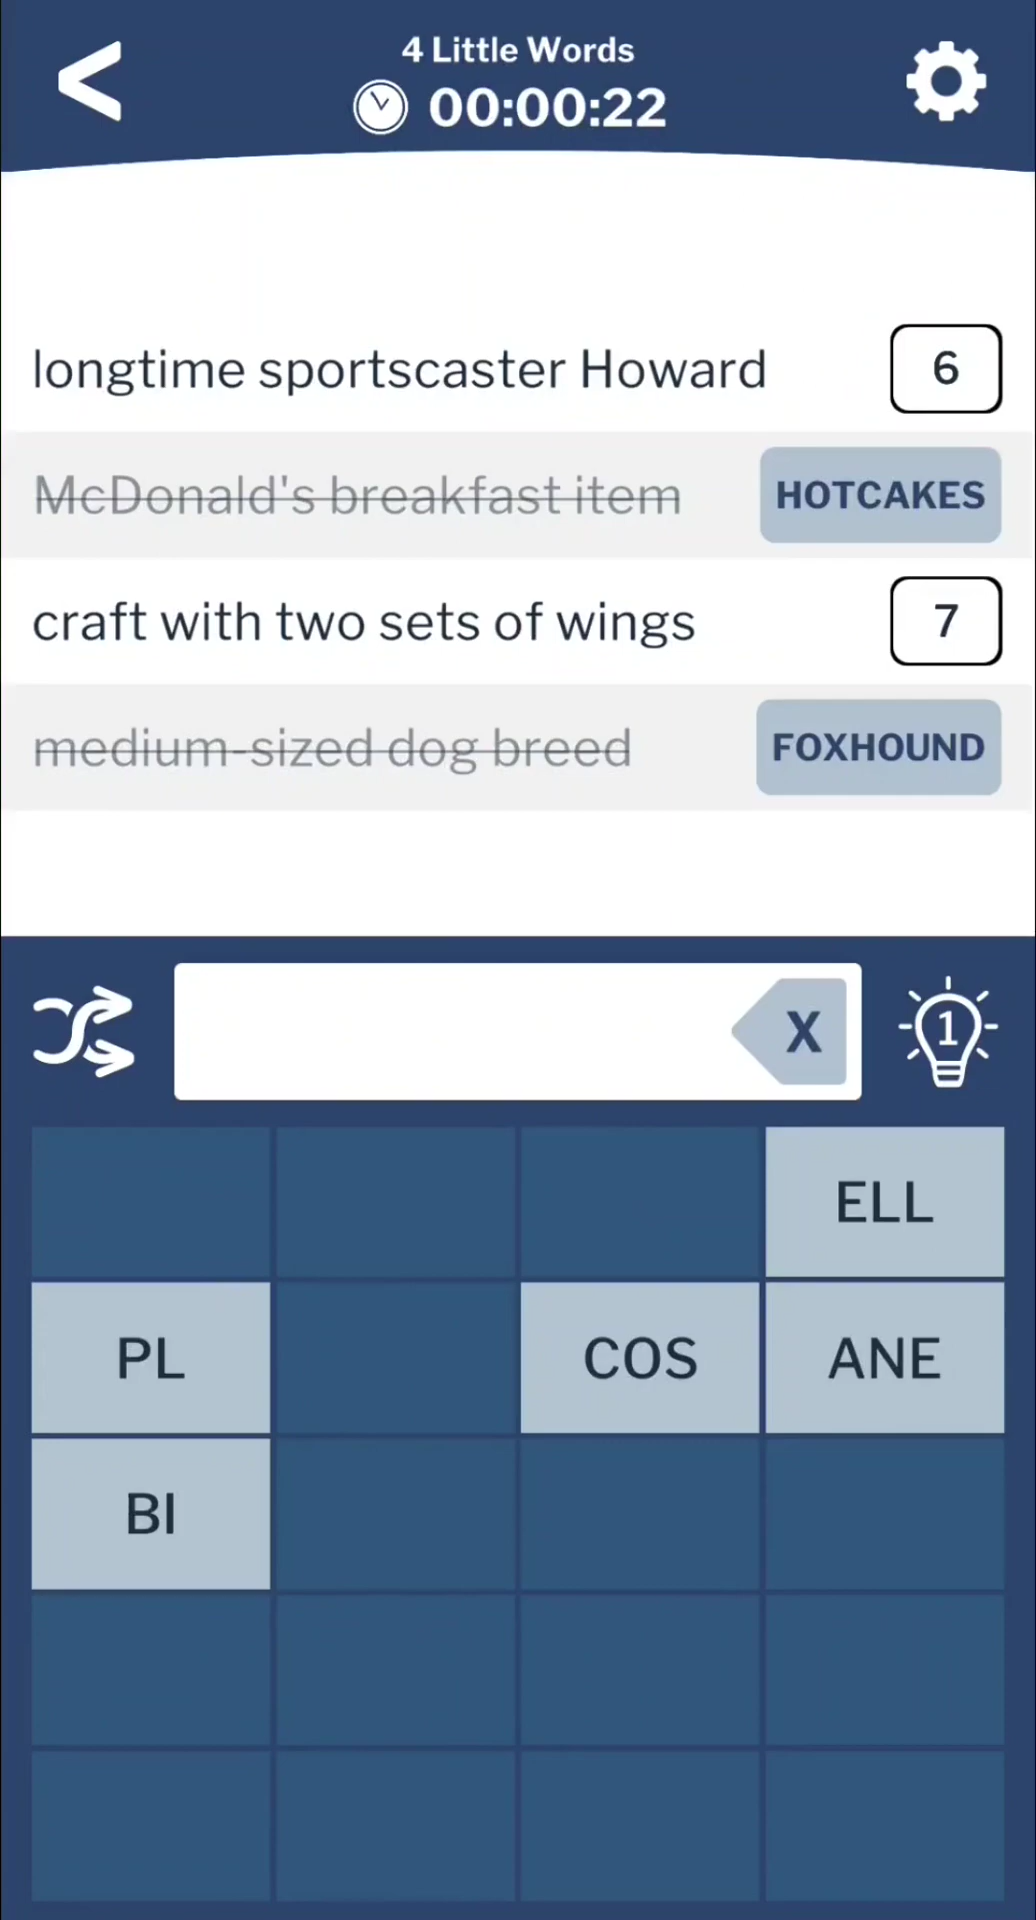 4 Little Words
00:00:22
longtime sportscaster Howard 6
McDonald's breakfast item HOTCAKES
craft with two sets of wings 7
medium-sized dog breed FOXHOUND
X 1
ELL
PL COS ANE
BI